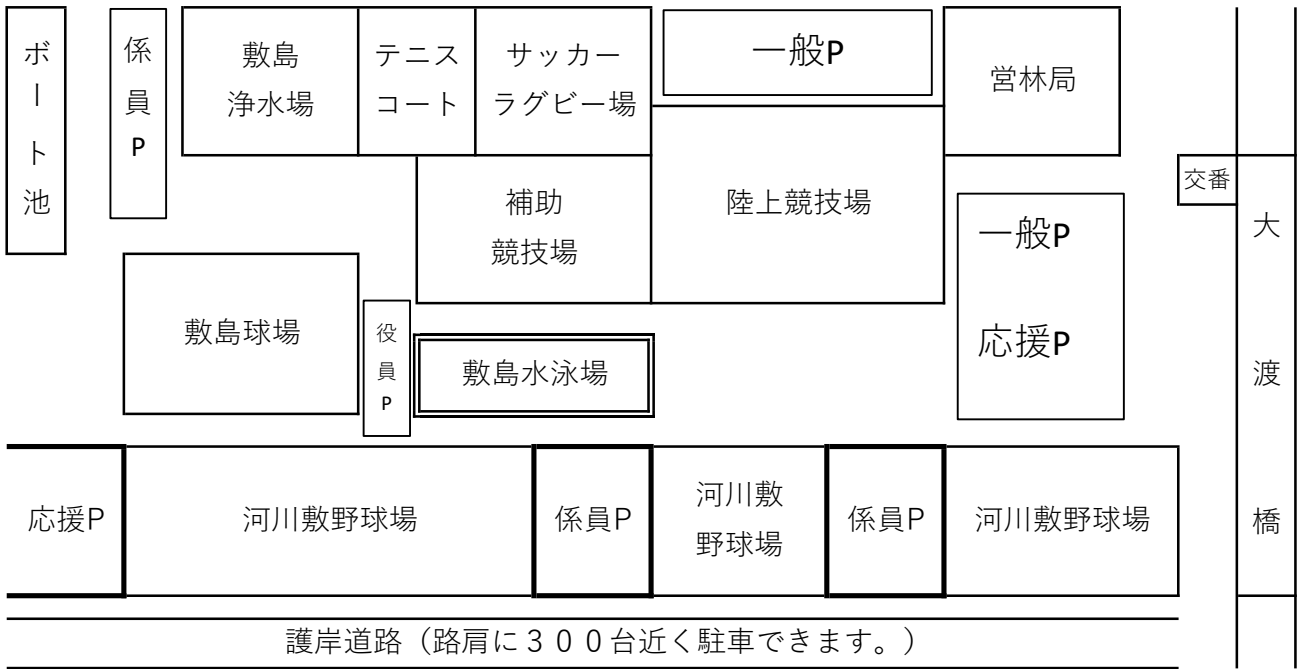 ボート池
係員P
敷島
浄水場
テニス
コート
サッカー
ラグビー場
一般P
営林局
補助
競技場
陸上競技場
交番
一般P
応援P
大渡橋
敷島球場
役員P
敷島水泳場
応援P
河川敷野球場
係員P
河川敷
野球場
係員P
河川敷野球場
護岸道路（路肩に３００台近く駐車できます。）